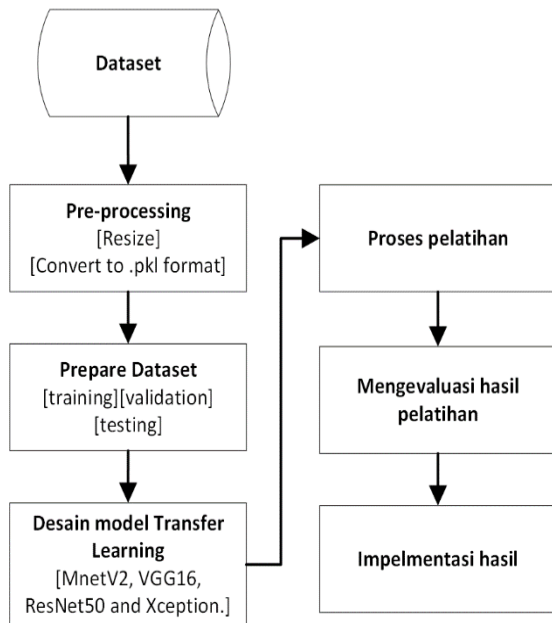 Dataset
Pre-processing
[Resize]
[Convert to .pkl format]
Prepare Dataset
[training][validation]
[testing]
Desain model Transfer
Learning
[MnetV2, VGG16,
ResNet50 and Xception.]
Proses pelatihan
Mengevaluasi hasil
pelatihan
Impelmentasi hasil